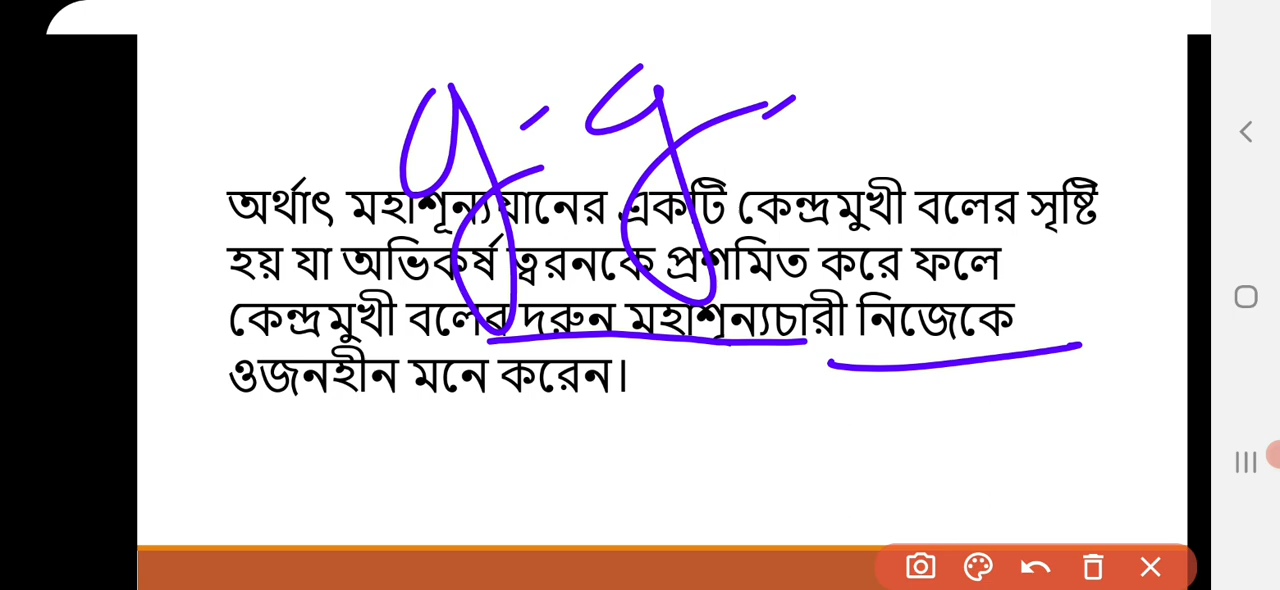 g - g -
অর্থাৎ মহাশূন্যযানের একটি কেন্দ্রমুখী বলের সৃষ্টি
হয় যা অভিকর্ষ ত্বরনকে প্রশমিত করে ফলে
কেন্দ্রমুখী বলের দরুন মহাশূন্যচারী নিজেকে
ওজনহীন মনে করেন।